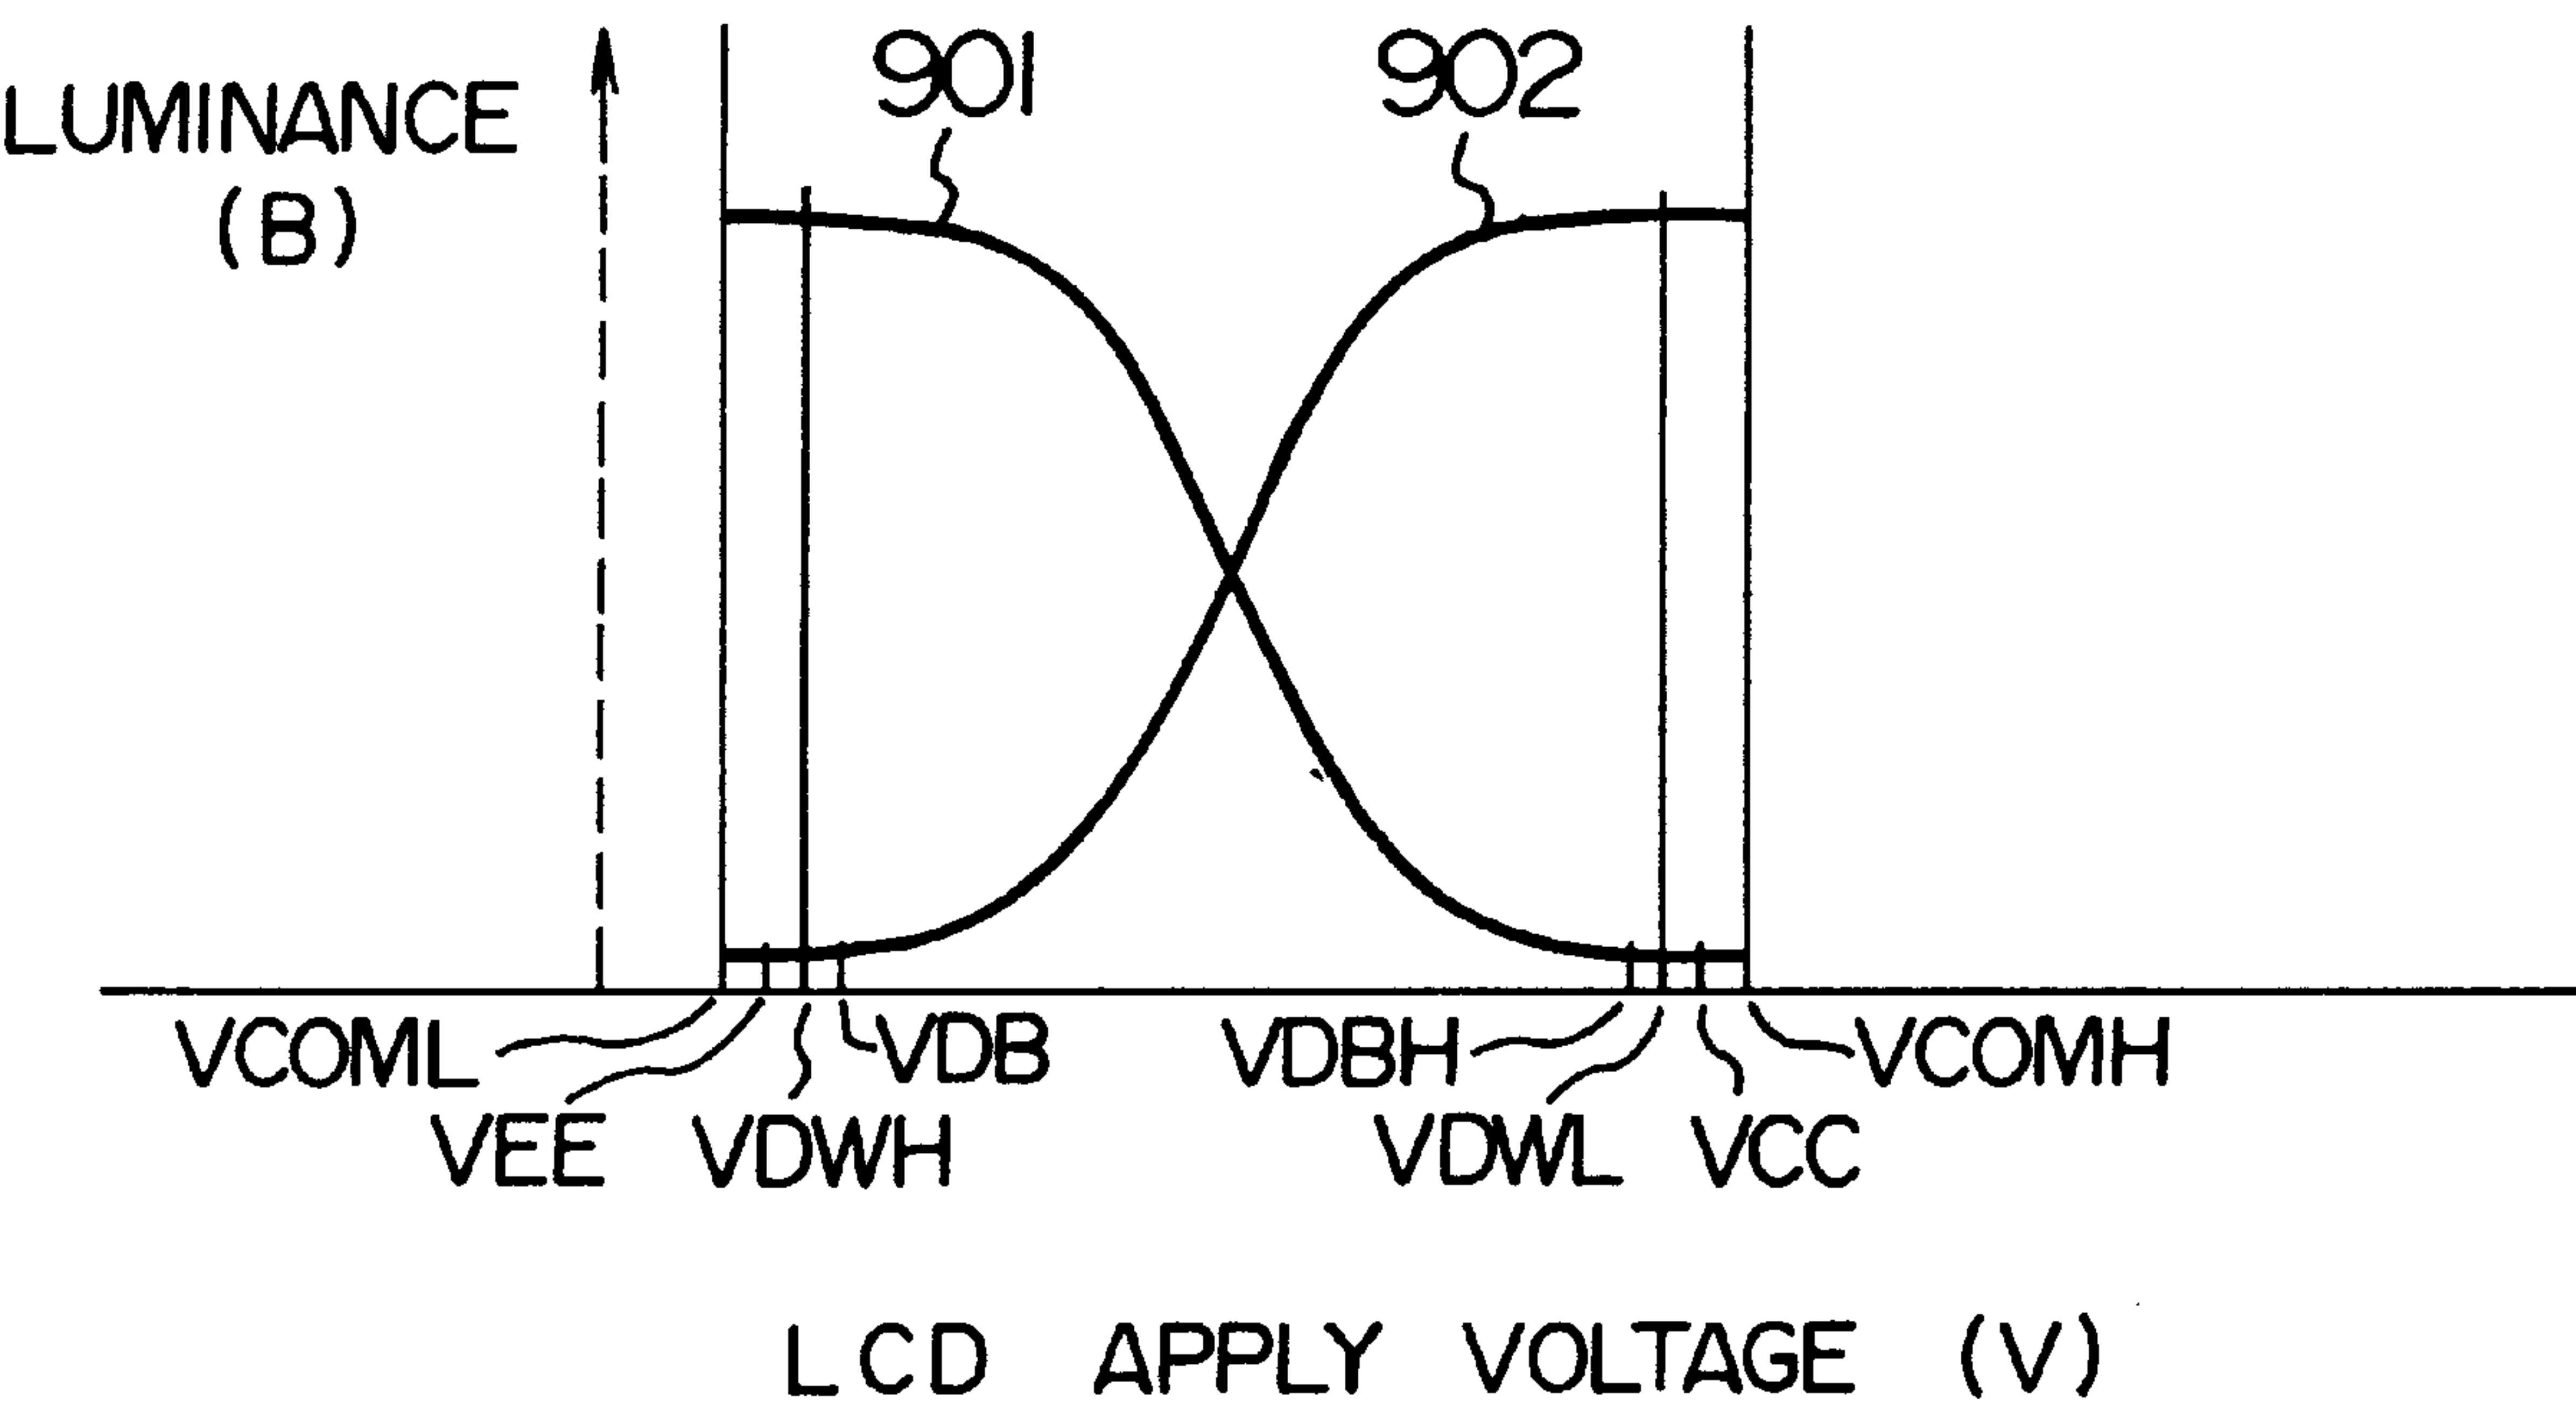 901
902
LUMINANCE
(B)
VCOML
VDB
VDBH
VCOMH
VEE
VDWH
VDWL
VCC
LCD APPLY VOLTAGE (V)